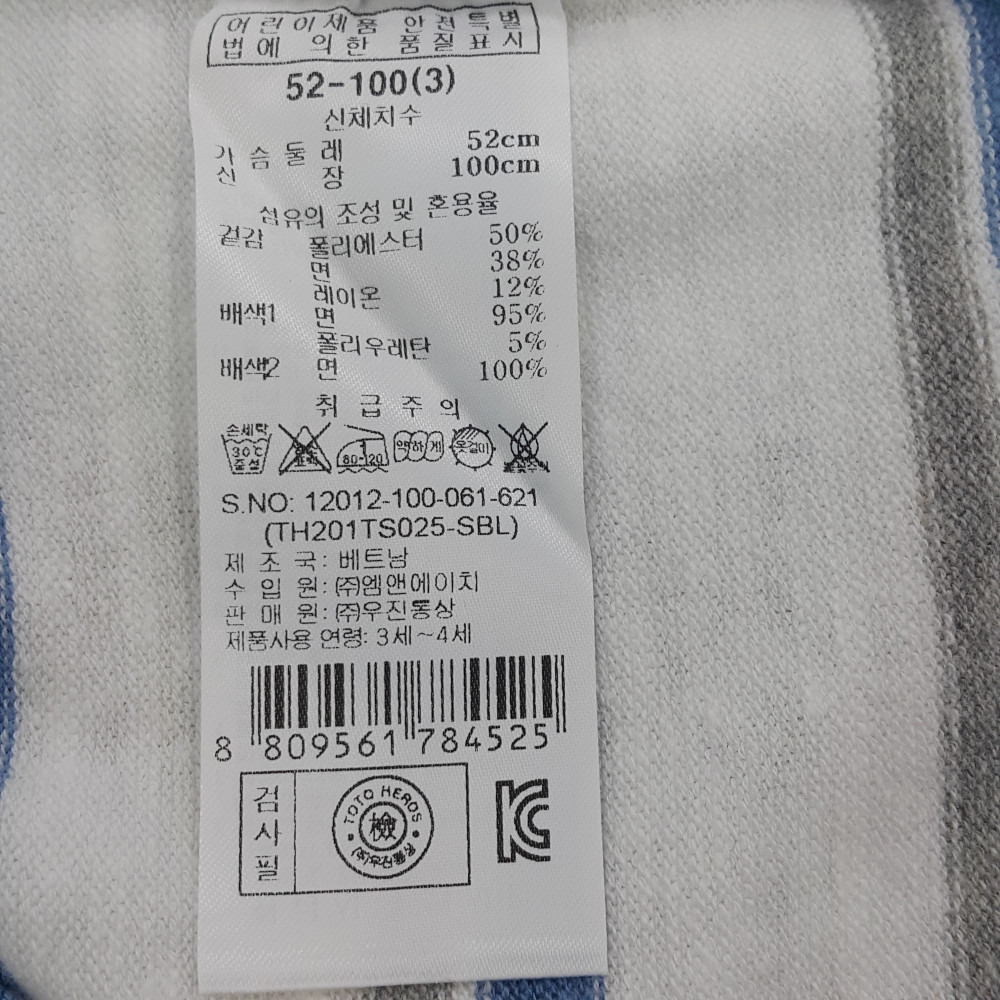 어린이제품 안전특별
법에 의한 품질표시
52-100(3)
신체치수
가슴둘레 52cm
신장 100cm
섬유의 조성 및 혼용율
겉감 폴리에스터 50%
면 38%
레이온 12%
배색1 면 95%
폴리우레탄 5%
배색2 면 100%
취급주의
손세탁 30℃ 중성
80-120
약하게
옷걸이
S.NO: 12012-100-061-621
(TH201TS025-SBL)
제조국: 베트남
수입원: ㈜엠앤에이치
판매원: ㈜우진통상
제품사용 연령: 3세~4세
8 809561 784525
검사필
TOTO HEROS
檢
(주)우진통상
KC